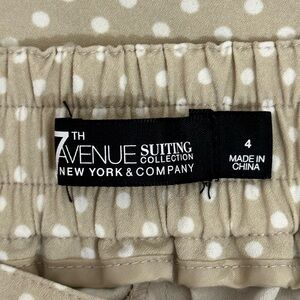 7TH
AVENUE SUITING
COLLECTION
NEW YORK & COMPANY
4
MADE IN
CHINA